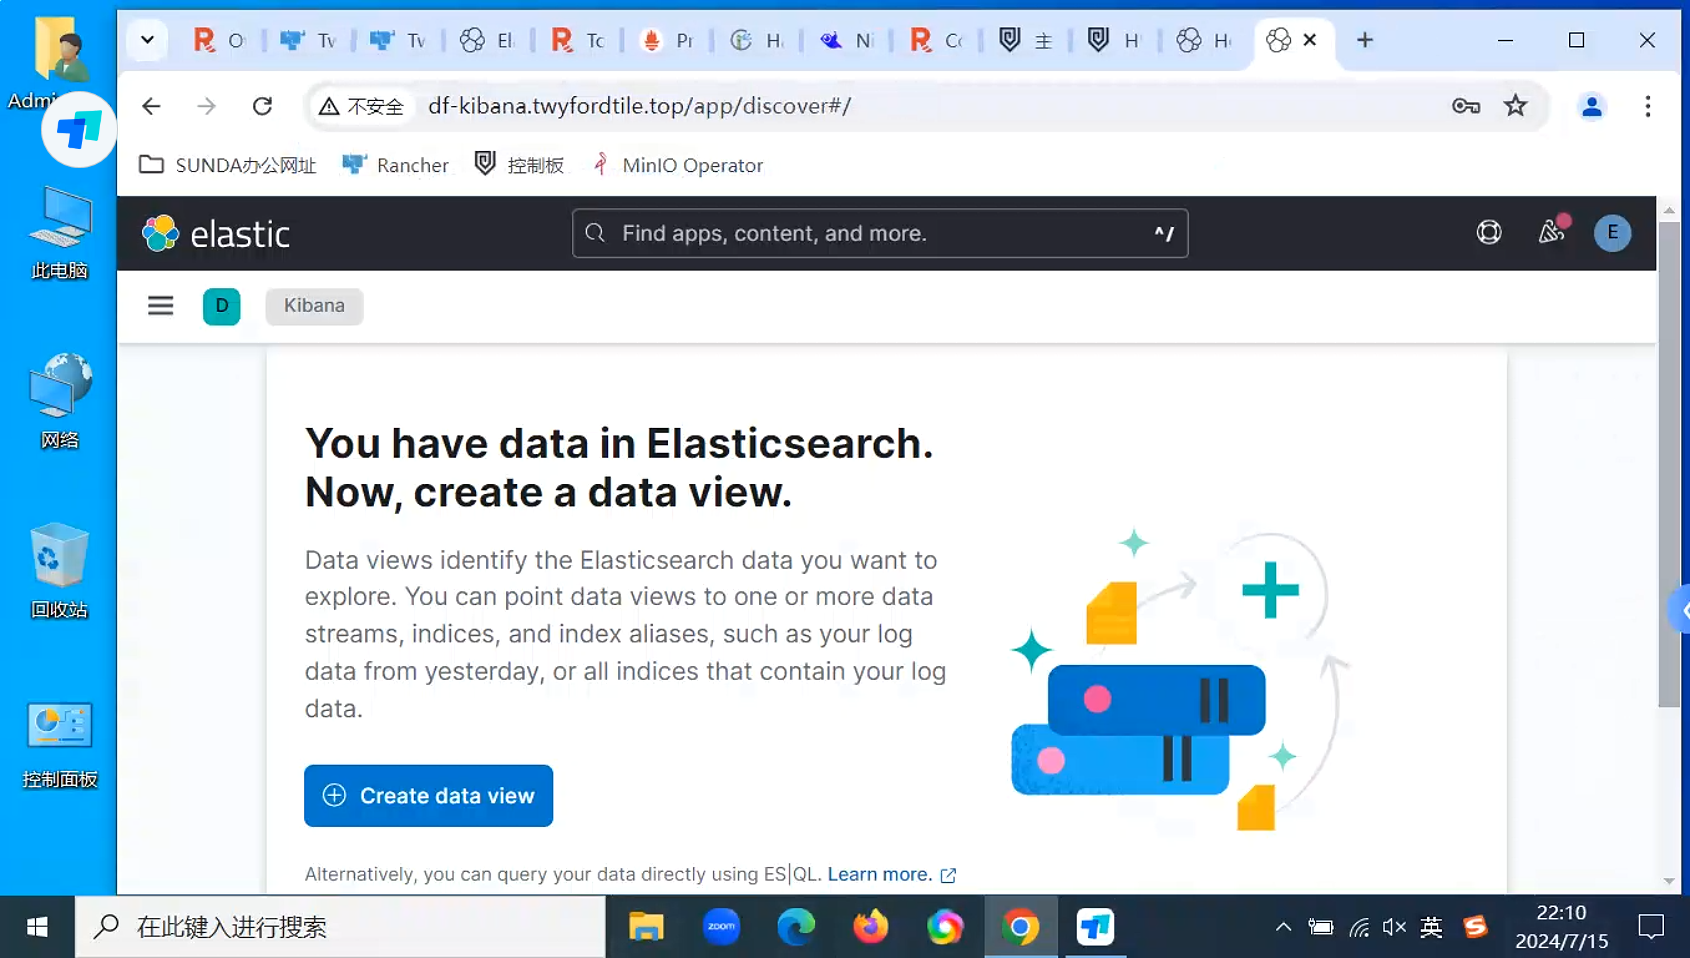 O
Tv
Tv
El
Tc
Pr
H
Ni
Co
主
H
He
不安全
df-kibana.twyfordtile.top/app/discover#/
SUNDA办公网址
Rancher
控制板
MinIO Operator
elastic
Find apps, content, and more.
^/
E
D
Kibana
You have data in Elasticsearch.
Now, create a data view.
Data views identify the Elasticsearch data you want to
explore. You can point data views to one or more data
streams, indices, and index aliases, such as your log
data from yesterday, or all indices that contain your log
data.
Create data view
Alternatively, you can query your data directly using ES|QL. Learn more.
Admi
此电脑
网络
回收站
控制面板
在此键入进行搜索
zoom
英
22:10
2024/7/15